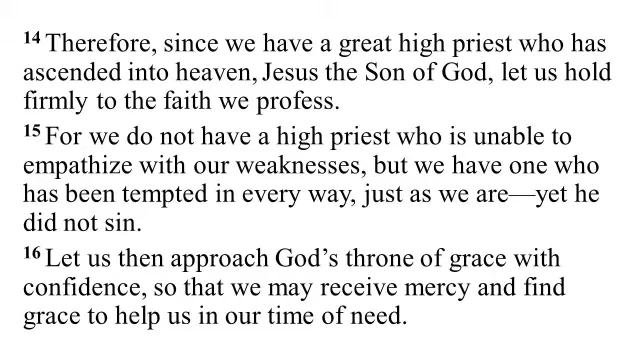 14 Therefore, since we have a great high priest who has
ascended into heaven, Jesus the Son of God, let us hold
firmly to the faith we profess.
15 For we do not have a high priest who is unable to
empathize with our weaknesses, but we have one who
has been tempted in every way, just as we are—yet he
did not sin.
16 Let us then approach God’s throne of grace with
confidence, so that we may receive mercy and find
grace to help us in our time of need.